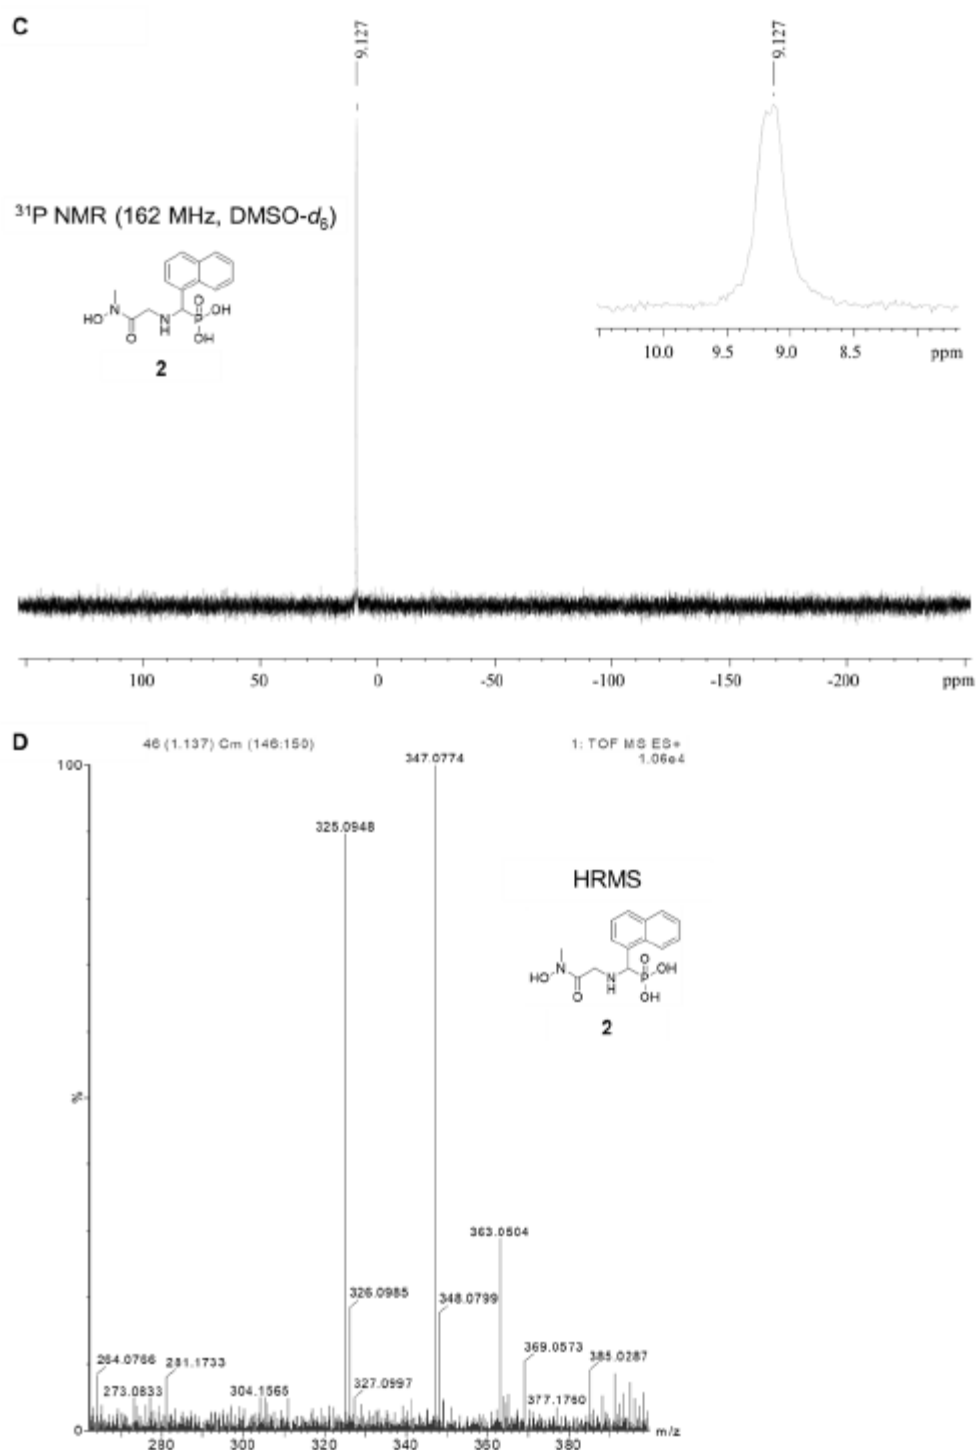 C
9.127
9.127
31P NMR (162 MHz, DMSO-d6)
N
HO
O
N
H
O
P
OH
OH
2
10.0 9.5 9.0 8.5 ppm
100 50 0 -50 -100 -150 -200 ppm
D
46 (1.137) Cm (146:150)
1: TOF MS ES+
1.06e4
100
347.0774
325.0948
HRMS
N
HO
O
N
H
O
P
OH
OH
2
%
363.0504
326.0985
348.0799
369.0573
385.0287
264.0766
281.1733
273.0833
304.1565
327.0997
377.1760
0
m/z
280 300 320 340 360 380